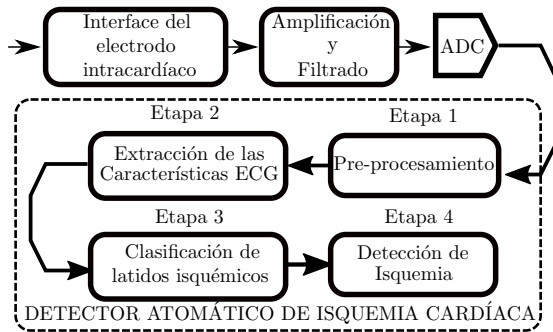 Interface del
electrodo
intracardíaco
Amplificación
y
Filtrado
ADC
Etapa 2
Etapa 1
Extracción de las
Características ECG
Pre-procesamiento
Etapa 3
Etapa 4
Clasificación de
latidos isquémicos
Detección de
Isquemia
DETECTOR ATOMÁTICO DE ISQUEMIA CARDÍACA